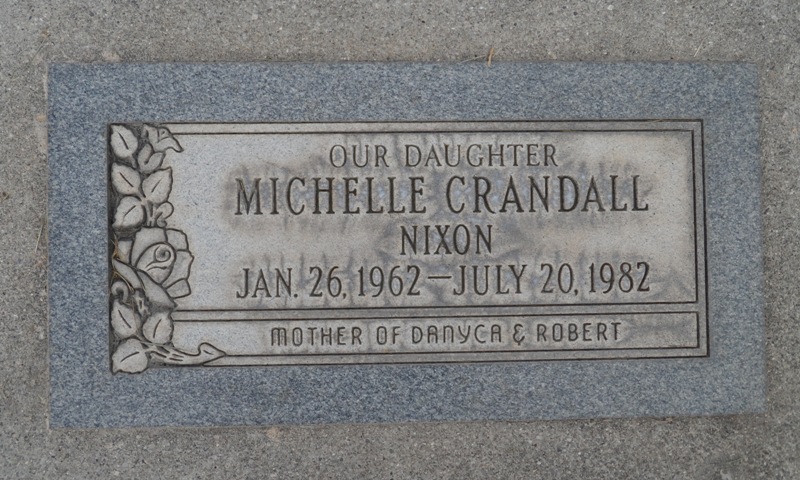 OUR DAUGHTER
MICHELLE CRANDALL
NIXON
JAN. 26, 1962—JULY 20, 1982
MOTHER OF DANYCA & ROBERT